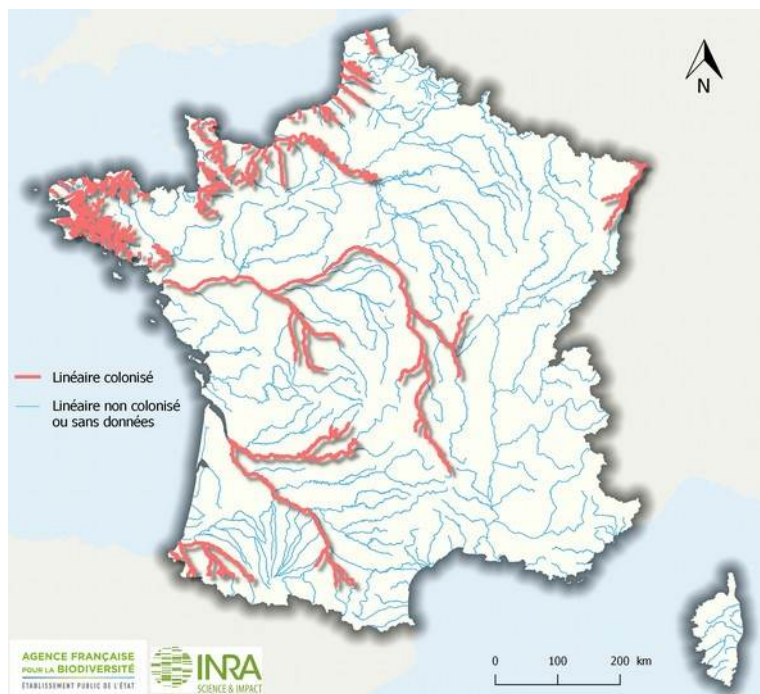 N
Linéaire colonisé
Linéaire non colonisé
ou sans données
AGENCE FRANÇAISE
POUR LA BIODIVERSITÉ
ÉTABLISSEMENT PUBLIC DE L'ÉTAT
INRA
SCIENCE & IMPACT
0 100 200 km